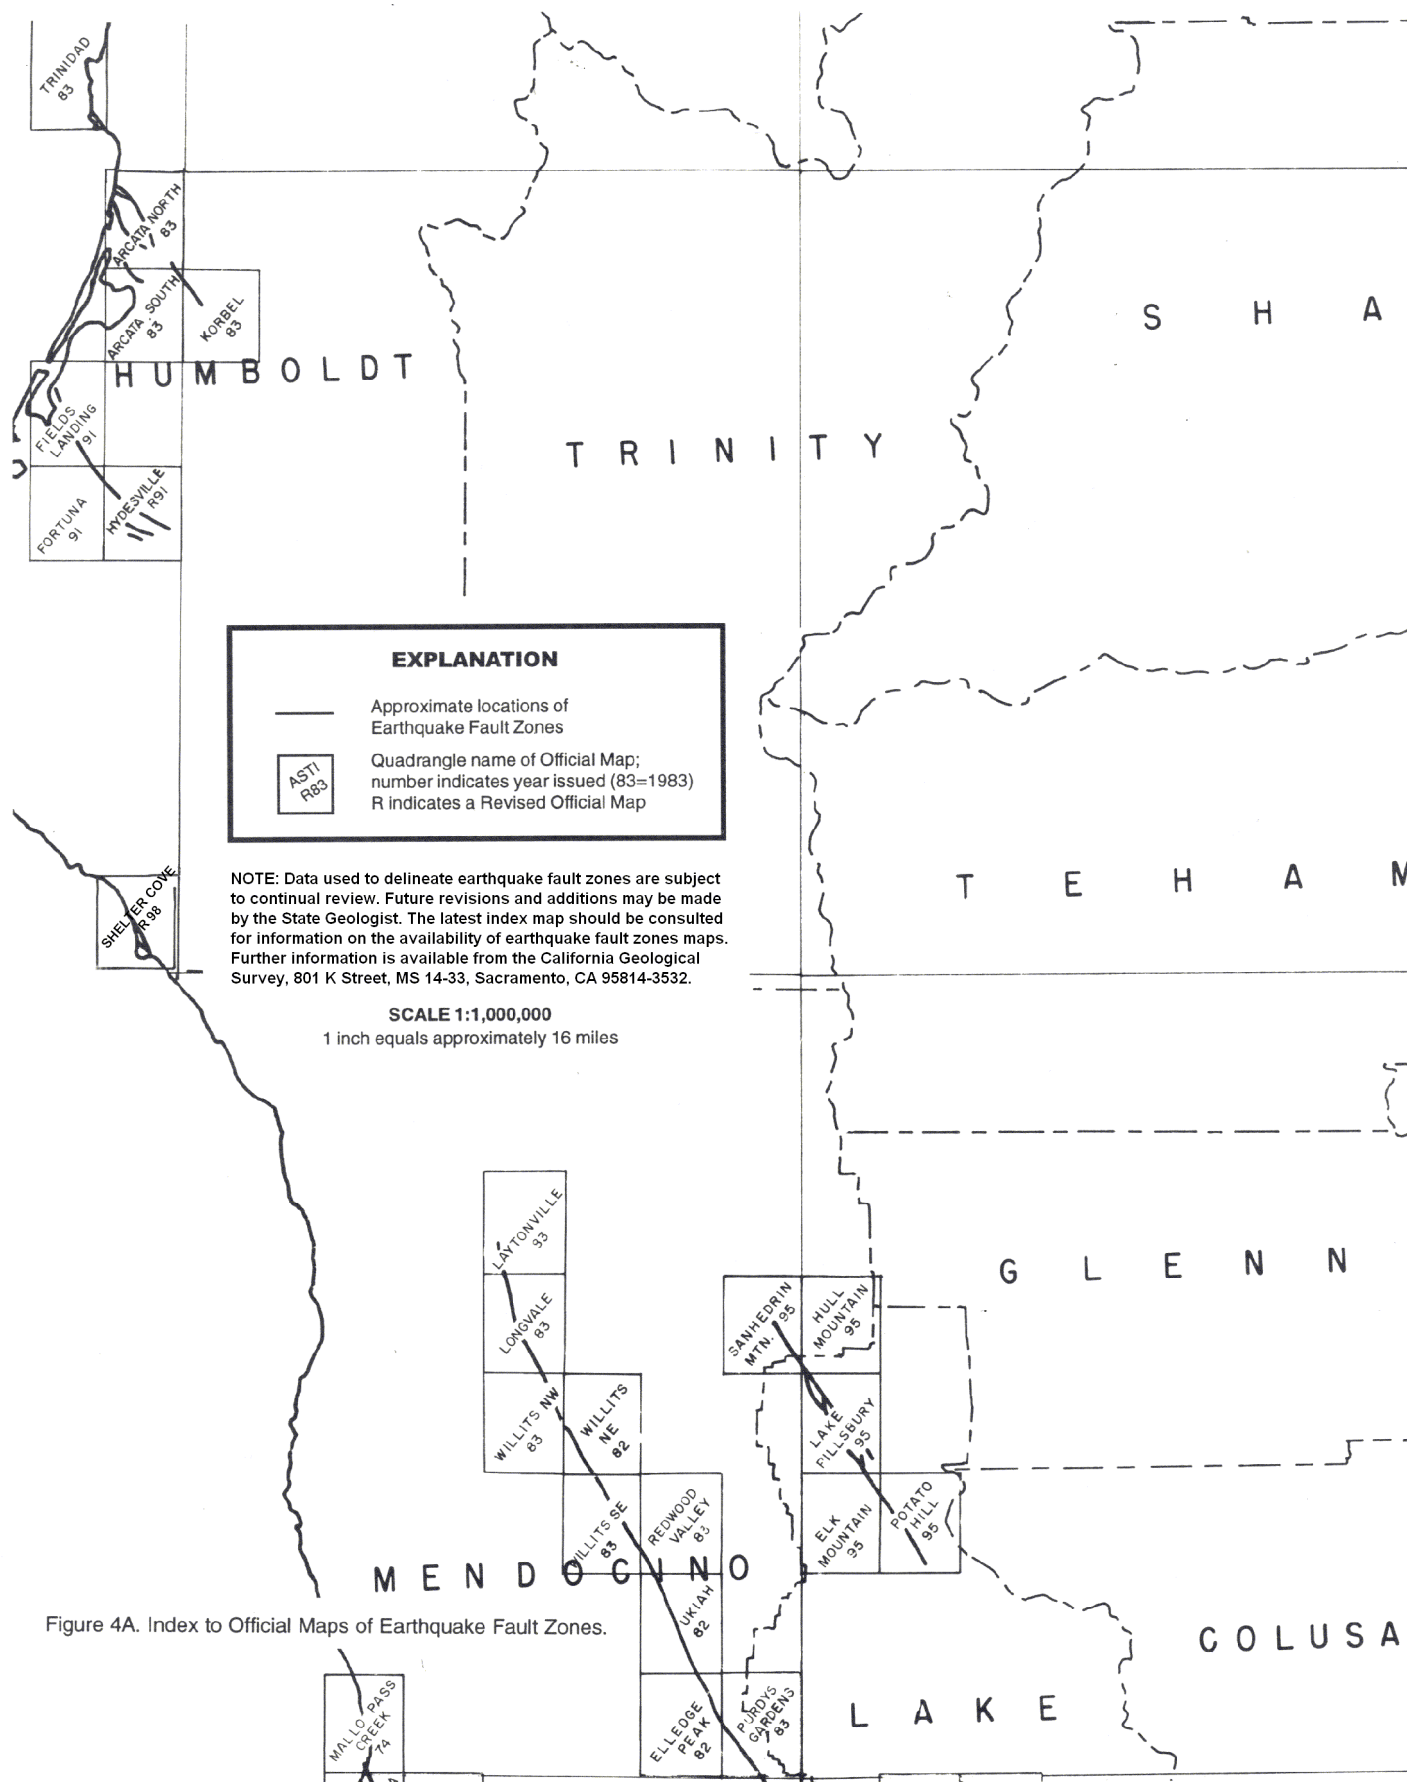 TRINIDAD
83
ARCATA NORTH
83
ARCATA SOUTH
83
KORBEL
83
HUMBOLDT
S H A
FIELDS
LANDING
91
TRINITY
HYDESVILLE
R91
FORTUNA
91
EXPLANATION
Approximate locations of
Earthquake Fault Zones
ASTI
R83
Quadrangle name of Official Map;
number indicates year issued (83=1983)
R indicates a Revised Official Map
SHELTER COVE
R 98
NOTE: Data used to delineate earthquake fault zones are subject
to continual review. Future revisions and additions may be made
by the State Geologist. The latest index map should be consulted
for information on the availability of earthquake fault zones maps.
Further information is available from the California Geological
Survey, 801 K Street, MS 14-33, Sacramento, CA 95814-3532.
T E H A M
SCALE 1:1,000,000
1 inch equals approximately 16 miles
LAYTONVILLE
83
GLENN
LONGVALE
83
SANHEDRIN
MTN. 95
HULL
MOUNTAIN
95
WILLITS NW
83
WILLITS
NE
82
LAKE
PILLSBURY
95
WILLITS SE
83
REDWOOD
VALLEY
83
ELK
MOUNTAIN
95
POTATO
HILL
95
MENDOCINO
UKIAH
82
Figure 4A. Index to Official Maps of Earthquake Fault Zones.
COLUSA
MALLO PASS
CREEK
74
ELLEDGE
PEAK
82
PURDYS
GARDENS
83
LAKE